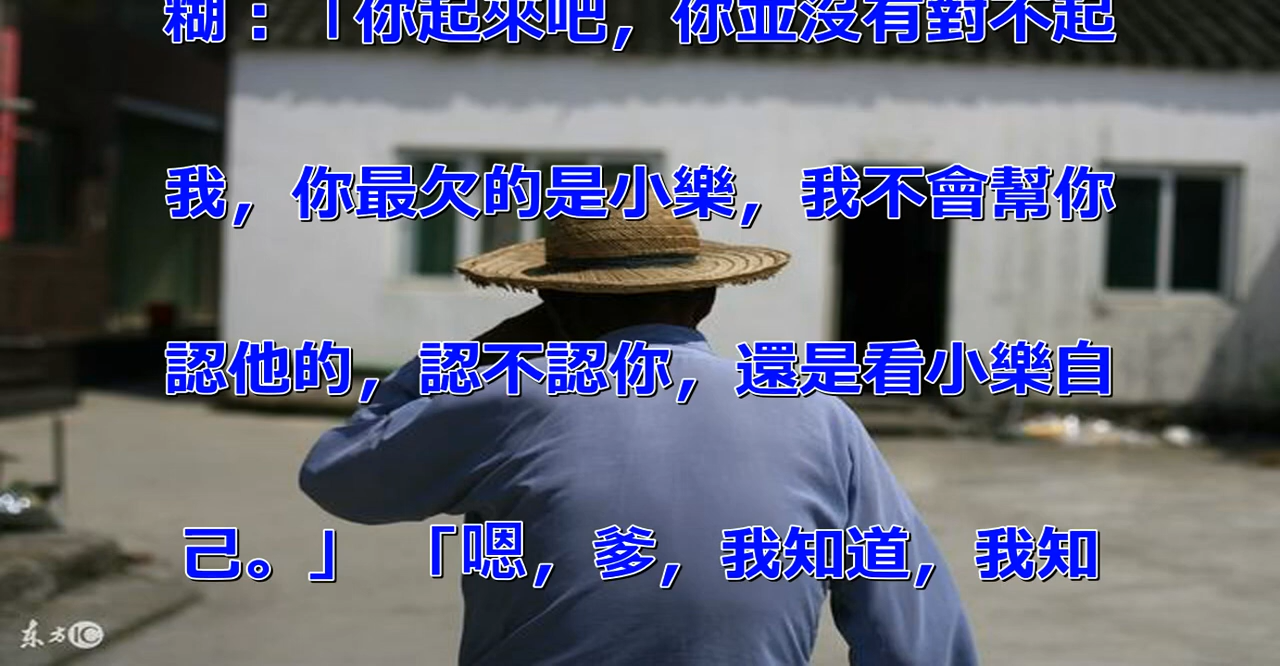 糊：「你起來吧，你並沒有對不起
我，你最欠的是小樂，我不會幫你
認他的，認不認你，還是看小樂自
己。」 「嗯，爹，我知道，我知
东方IC